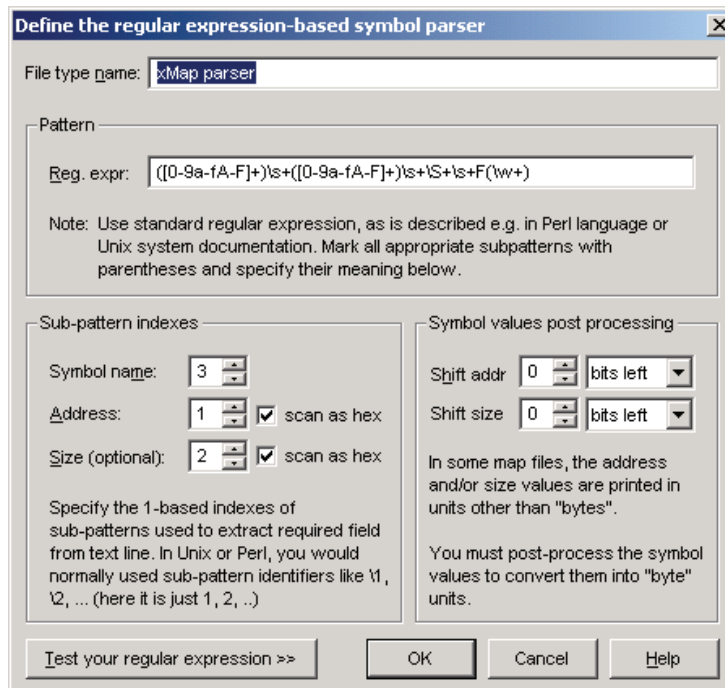 Define the regular expression-based symbol parser
File type name: xMap parser
Pattern
Reg. expr: ([0-9a-fA-F]+)\s+([0-9a-fA-F]+)\s+\S+\s+F(\w+)
Note: Use standard regular expression, as is described e.g. in Perl language or
Unix system documentation. Mark all appropriate subpatterns with
parentheses and specify their meaning below.
Sub-pattern indexes
Symbol name: 3
Address: 1 scan as hex
Size (optional): 2 scan as hex
Specify the 1-based indexes of
sub-patterns used to extract required field
from text line. In Unix or Perl, you would
normally used sub-pattern identifiers like \1,
\2, ... (here it is just 1, 2, ..)
Symbol values post processing
Shift addr 0 bits left
Shift size 0 bits left
In some map files, the address
and/or size values are printed in
units other than "bytes".
You must post-process the symbol
values to convert them into "byte"
units.
Test your regular expression >>
OK
Cancel
Help